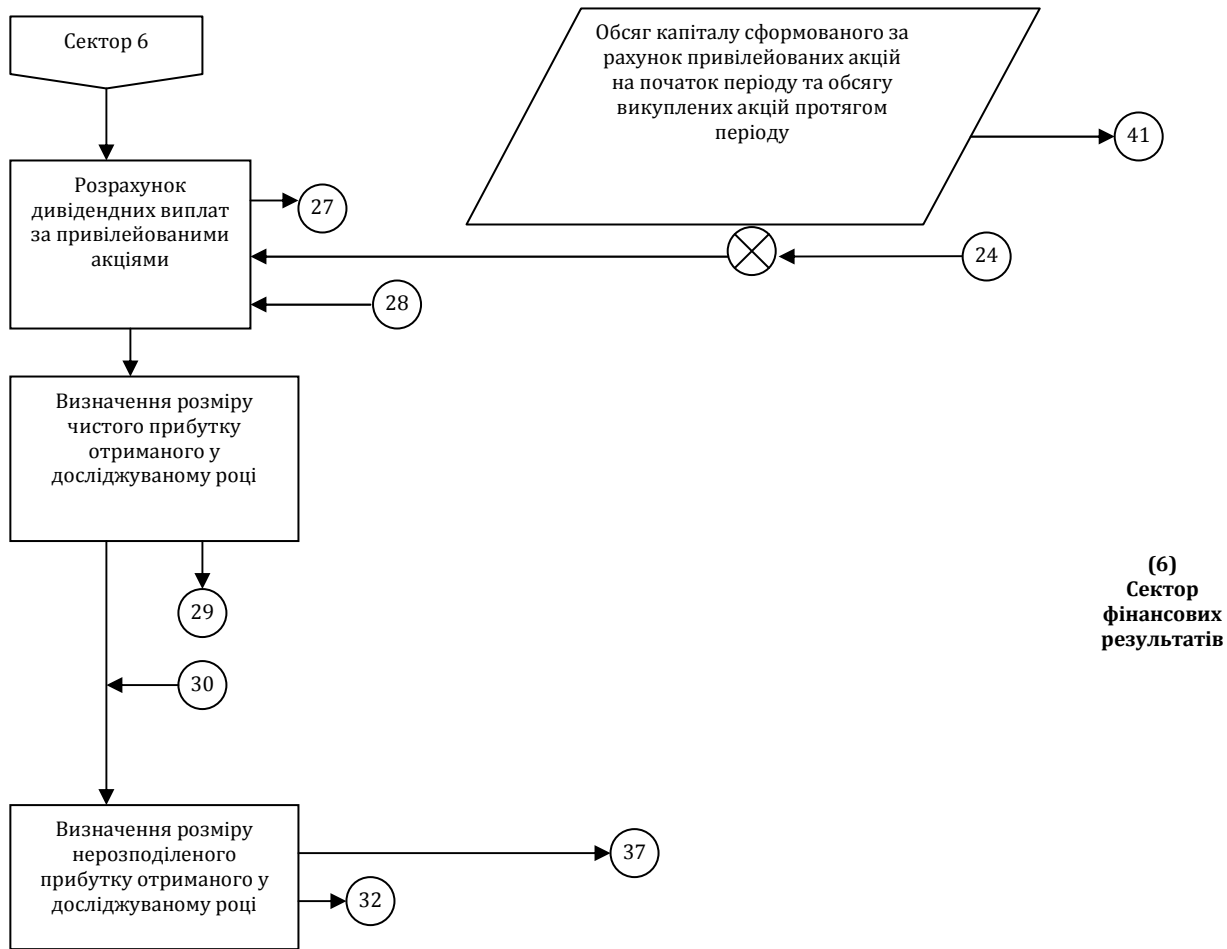 Сектор 6
Обсяг капіталу сформованого за
рахунок привілейованих акцій
на початок періоду та обсягу
викуплених акцій протягом
періоду
41
Розрахунок
дивідендних виплат
за привілейованими
акціями
27
24
28
Визначення розміру
чистого прибутку
отриманого у
досліджуваному році
29
30
(6)
Сектор
фінансових
результатів
Визначення розміру
нерозподіленого
прибутку отриманого у
досліджуваному році
37
32